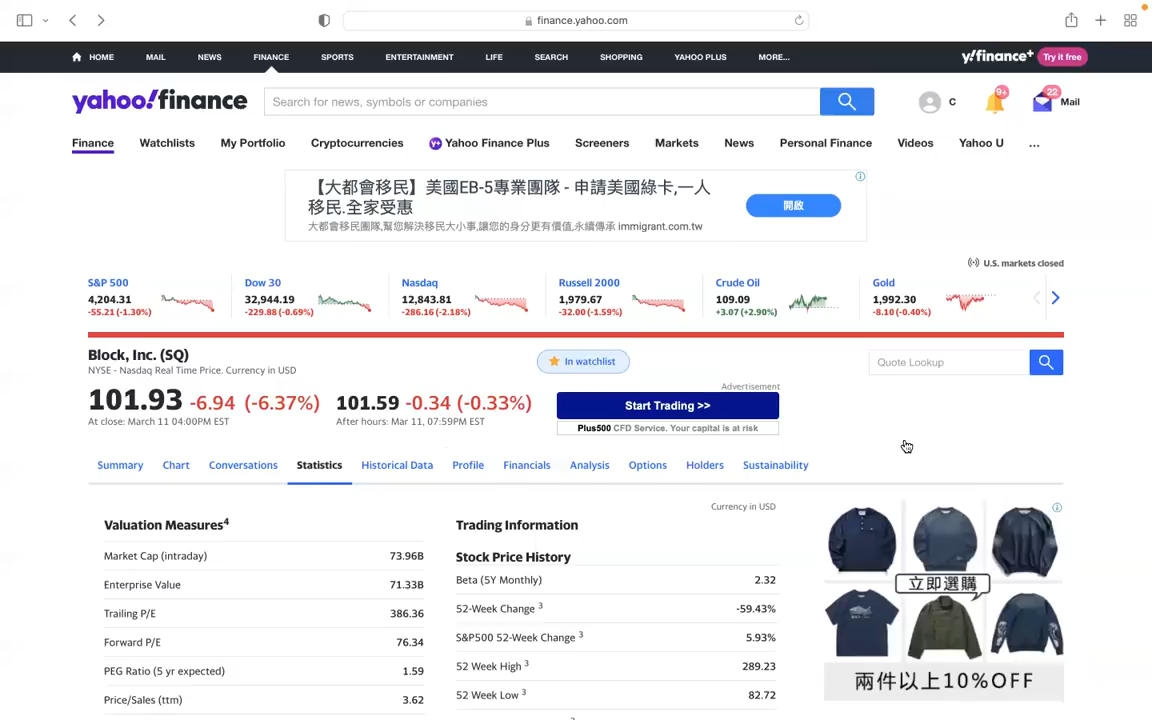 finance.yahoo.com
HOME MAIL NEWS FINANCE SPORTS ENTERTAINMENT LIFE SEARCH SHOPPING YAHOO PLUS MORE... y!finance+ Try it free
yahoo!finance Search for news, symbols or companies C 9+ 22 Mail
Finance Watchlists My Portfolio Cryptocurrencies Y+ Yahoo Finance Plus Screeners Markets News Personal Finance Videos Yahoo U ...
【大都會移民】美國EB-5專業團隊 - 申請美國綠卡,一人
移民.全家受惠
大都會移民團隊,幫您解決移民大小事,讓您的身分更有價值,永續傳承 immigrant.com.tw
開啟
U.S. markets closed
S&P 500 Dow 30 Nasdaq Russell 2000 Crude Oil Gold
4,204.31 32,944.19 12,843.81 1,979.67 109.09 1,992.30
-55.21 (-1.30%) -229.88 (-0.69%) -286.16 (-2.18%) -32.00 (-1.59%) +3.07 (+2.90%) -8.10 (-0.40%)
Block, Inc. (SQ)
NYSE - Nasdaq Real Time Price. Currency in USD
In watchlist
Quote Lookup
101.93 -6.94 (-6.37%) 101.59 -0.34 (-0.33%)
At close: March 11 04:00PM EST After hours: Mar 11, 07:59PM EST
Advertisement
Start Trading >>
Plus500 CFD Service. Your capital is at risk
Summary Chart Conversations Statistics Historical Data Profile Financials Analysis Options Holders Sustainability
Currency in USD
Valuation Measures4
Market Cap (intraday) 73.96B
Enterprise Value 71.33B
Trailing P/E 386.36
Forward P/E 76.34
PEG Ratio (5 yr expected) 1.59
Price/Sales (ttm) 3.62
Trading Information
Stock Price History
Beta (5Y Monthly) 2.32
52-Week Change 3 -59.43%
S&P500 52-Week Change 3 5.93%
52 Week High 3 289.23
52 Week Low 3 82.72
立即選購
兩件以上10%OFF